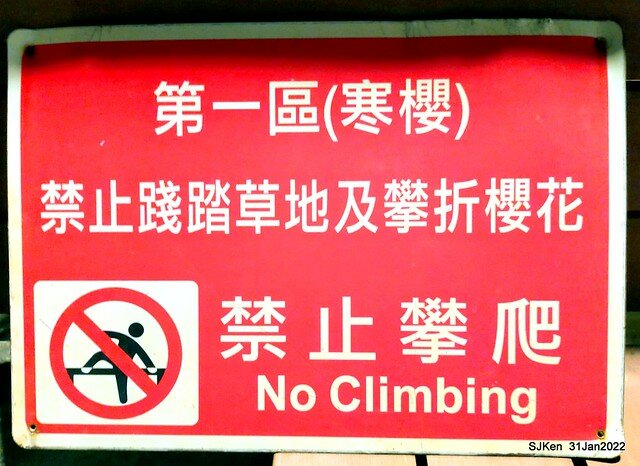 第一區(寒櫻)
禁止踐踏草地及攀折櫻花
禁止攀爬
No Climbing
SJKen 31Jan2022